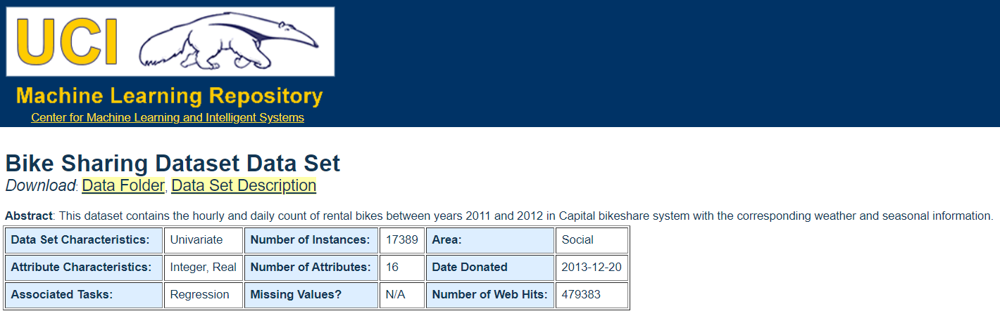 UCI
Machine Learning Repository
Center for Machine Learning and Intelligent Systems
Bike Sharing Dataset Data Set
Download: Data Folder, Data Set Description
Abstract: This dataset contains the hourly and daily count of rental bikes between years 2011 and 2012 in Capital bikeshare system with the corresponding weather and seasonal information.
Data Set Characteristics: Univariate Number of Instances: 17389 Area: Social
Attribute Characteristics: Integer, Real Number of Attributes: 16 Date Donated 2013-12-20
Associated Tasks: Regression Missing Values? N/A Number of Web Hits: 479383